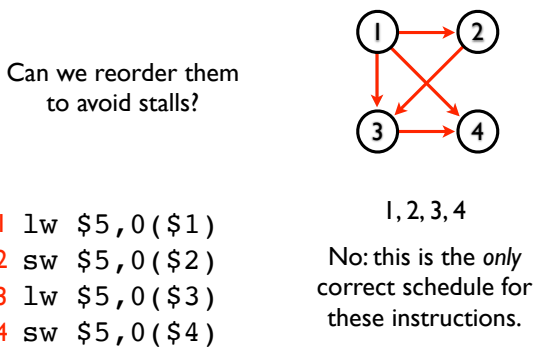 Can we reorder them
to avoid stalls?
1 2
3 4
1 lw $5,0($1)
2 sw $5,0($2)
3 lw $5,0($3)
4 sw $5,0($4)
1, 2, 3, 4
No: this is the only
correct schedule for
these instructions.